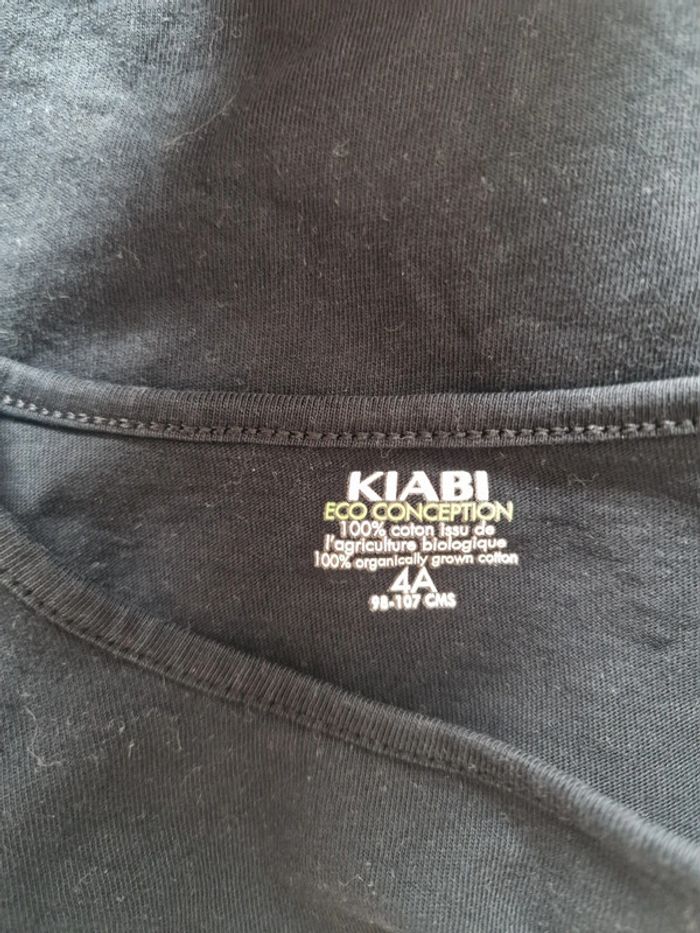 KIABI
ECO CONCEPTION
100% coton issu de
l'agriculture biologique
100% organically grown cotton
4A
98-107 CMS